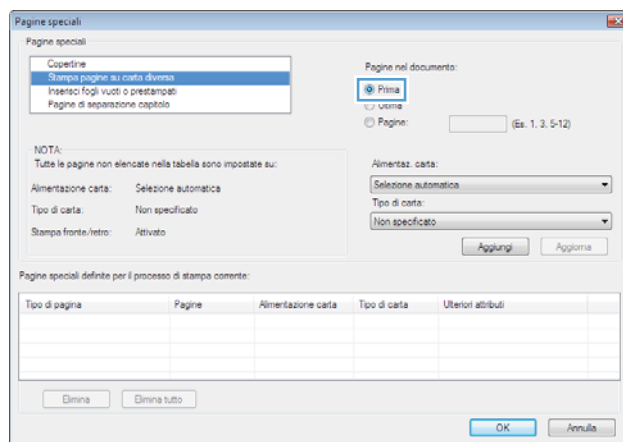 Pagine speciali
Pagine speciali
Copertine
Stampa pagine su carta diversa
Inserisci fogli vuoti o prestampati
Pagine di separazione capitolo
Pagine nel documento:
Prima
Ultima
Pagine: (Es. 1, 3, 5-12)
NOTA:
Tutte le pagine non elencate nella tabella sono impostate su:
Alimentazione carta: Selezione automatica
Tipo di carta: Non specificato
Stampa fronte/retro: Attivato
Alimentaz. carta:
Selezione automatica
Tipo di carta:
Non specificato
Aggiungi Aggiorna
Pagine speciali definite per il processo di stampa corrente:
Tipo di pagina Pagine Alimentazione carta Tipo di carta Ulteriori attributi
Elimina Elimina tutto
OK Annulla